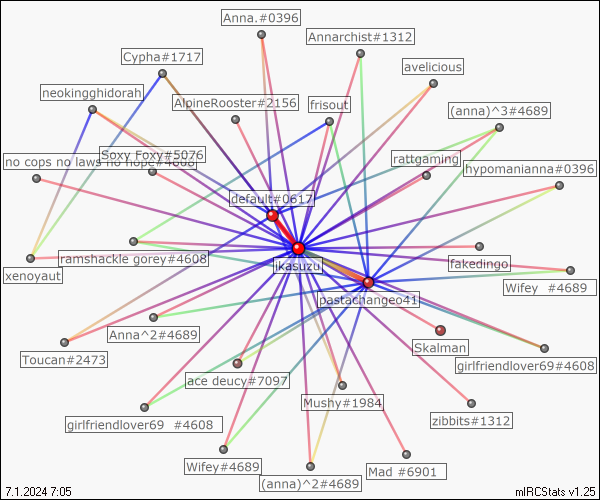 Anna.#0396
Annarchist#1312
Cypha#1717
avelicious
neokingghidorah
AlpineRooster#2156
frisout
(anna)^3#4689
no cops no laws no hope#4068
Soxy Foxy#5076
rattgaming
hypomanianna#0396
default#0617
ramshackle gorey#4608
jkasuzu
fakedingo
xenoyaut
Wifey #4689
pastachangeo41
Anna^2#4689
Skalman
Toucan#2473
girlfriendlover69#4608
ace deucy#7097
Mushy#1984
girlfriendlover69 #4608
zibbits#1312
Wifey#4689
Mad #6901
(anna)^2#4689
7.1.2024 7:05
mIRCStats v1.25